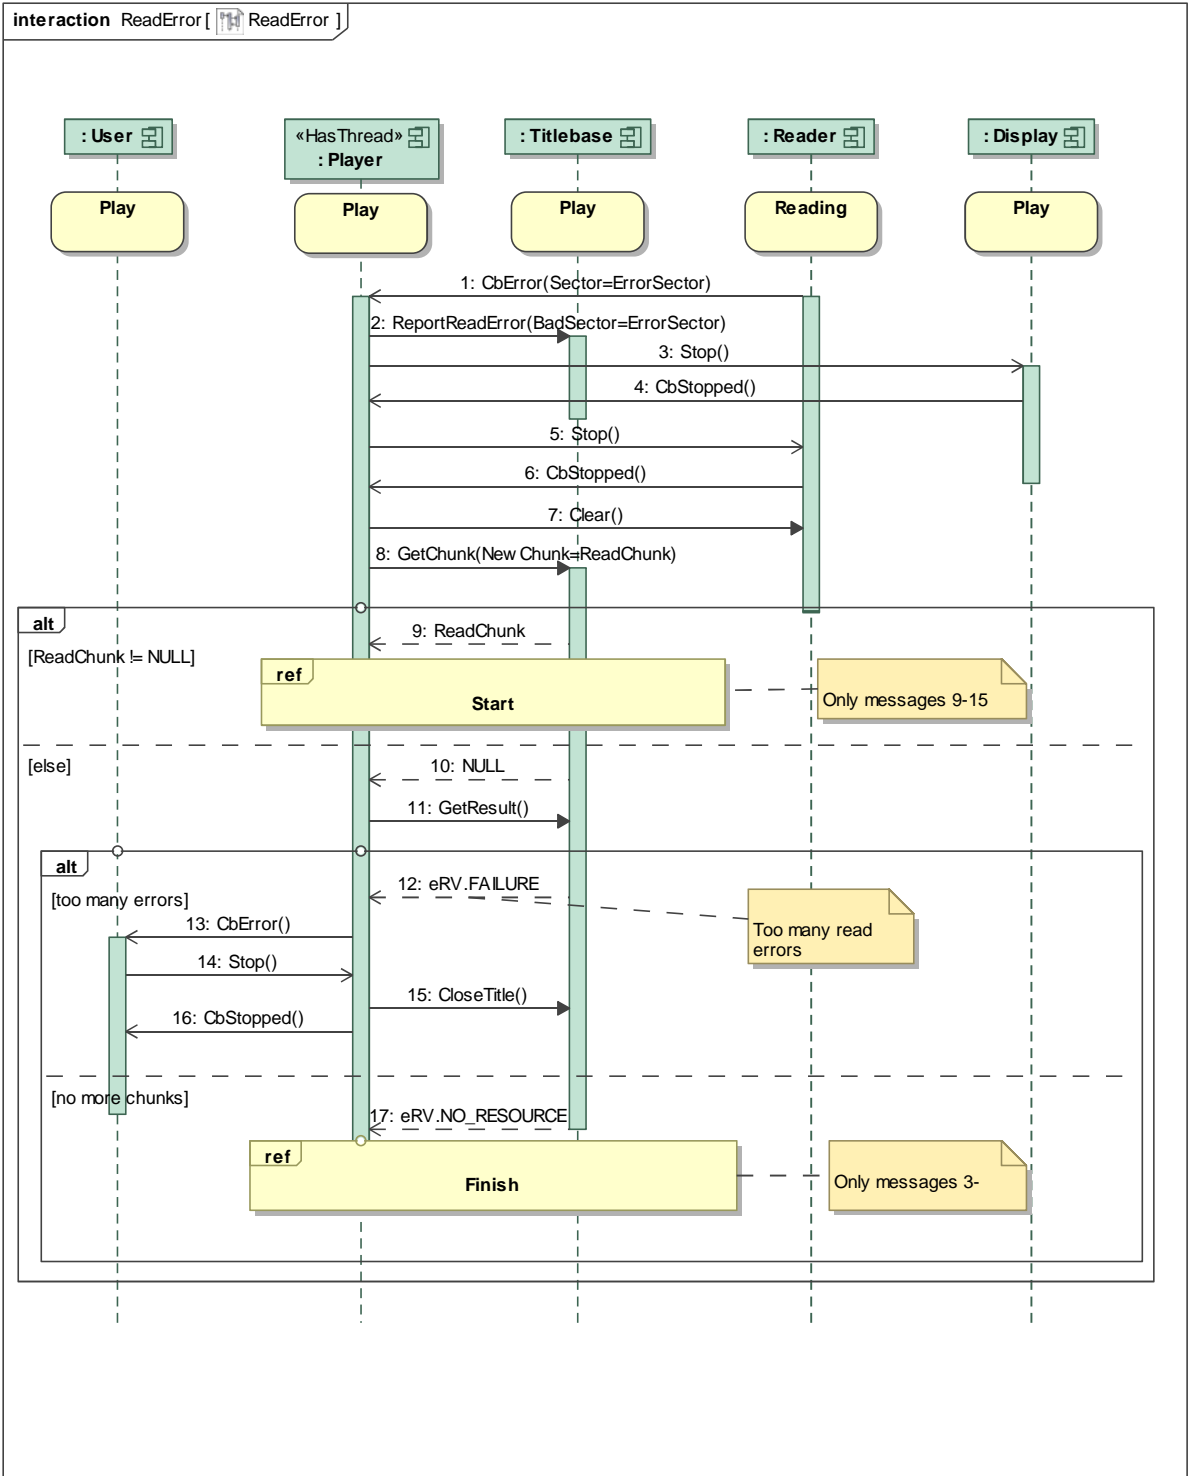 interaction ReadError [ ReadError ]
: User
«HasThread»
: Player
: Titlebase
: Reader
: Display
Play
Play
Play
Reading
Play
1: CbError(Sector=ErrorSector)
2: ReportReadError(BadSector=ErrorSector)
3: Stop()
4: CbStopped()
5: Stop()
6: CbStopped()
7: Clear()
8: GetChunk(New Chunk=ReadChunk)
alt
9: ReadChunk
[ReadChunk != NULL]
ref
Start
Only messages 9-15
[else]
10: NULL
11: GetResult()
alt
12: eRV.FAILURE
[too many errors]
13: CbError()
Too many read
errors
14: Stop()
15: CloseTitle()
16: CbStopped()
[no more chunks]
17: eRV.NO_RESOURCE
ref
Finish
Only messages 3-